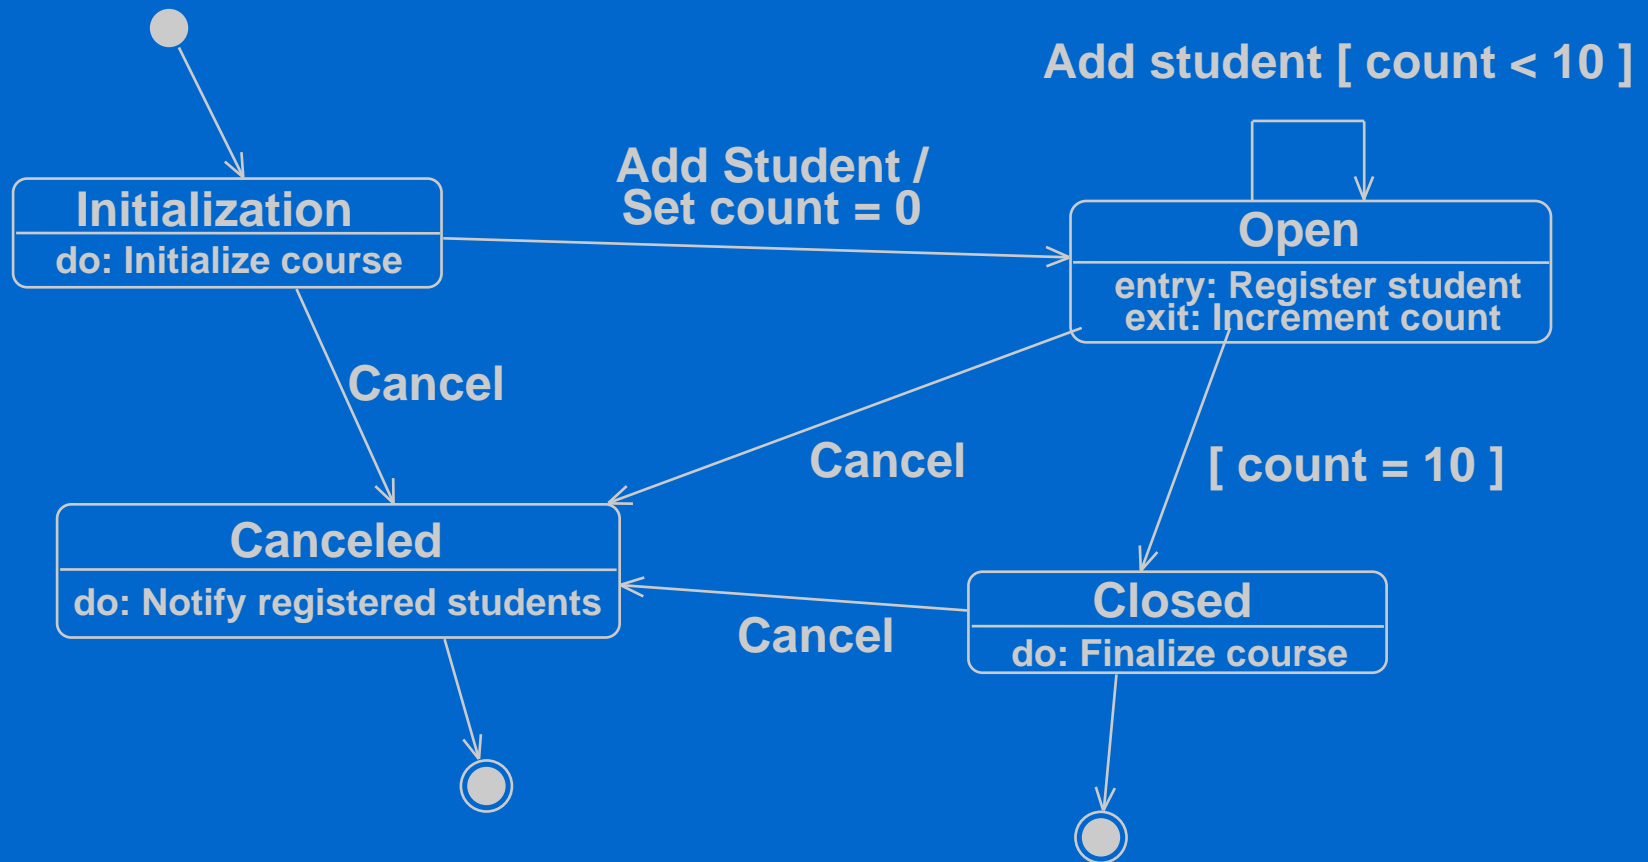 Add student [ count < 10 ]
Add Student /
Set count = 0
Initialization
do: Initialize course
Open
entry: Register student
exit: Increment count
Cancel
Cancel
[ count = 10 ]
Canceled
do: Notify registered students
Cancel
Closed
do: Finalize course